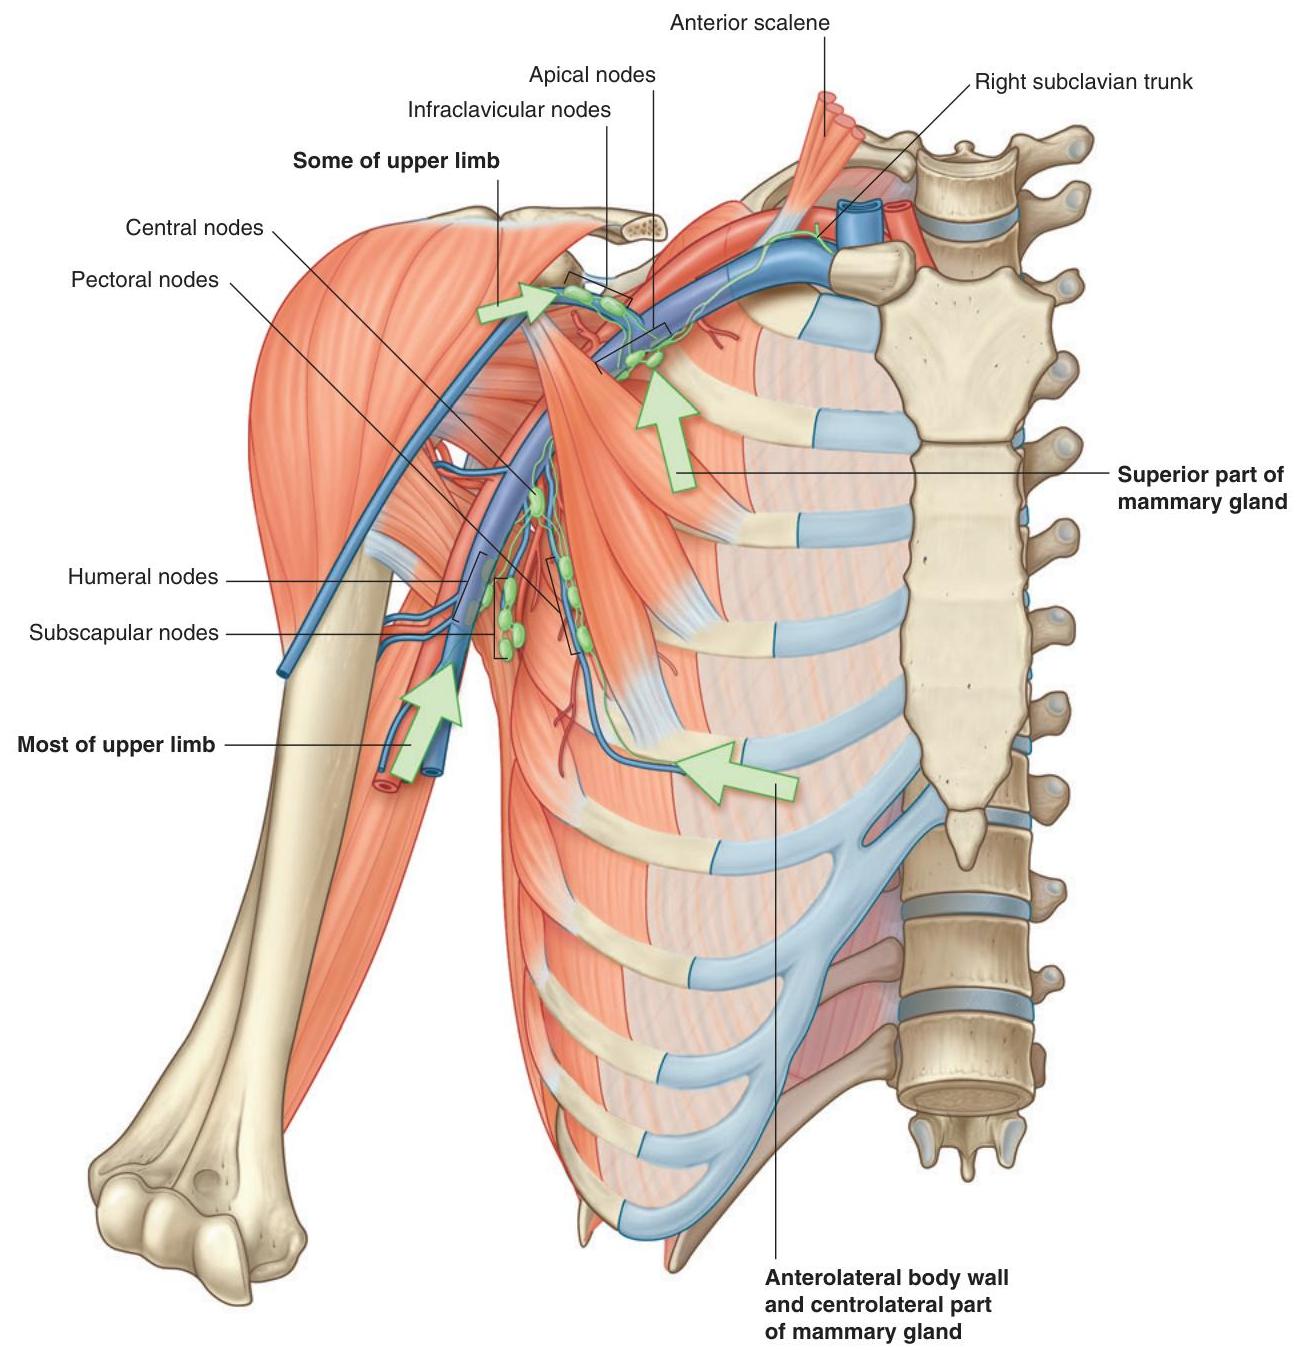 Anterior scalene
Apical nodes
Right subclavian trunk
Infraclavicular nodes
Some of upper limb
Central nodes
Pectoral nodes
Superior part of
mammary gland
Humeral nodes
Subscapular nodes
Most of upper limb
Anterolateral body wall
and centrolateral part
of mammary gland